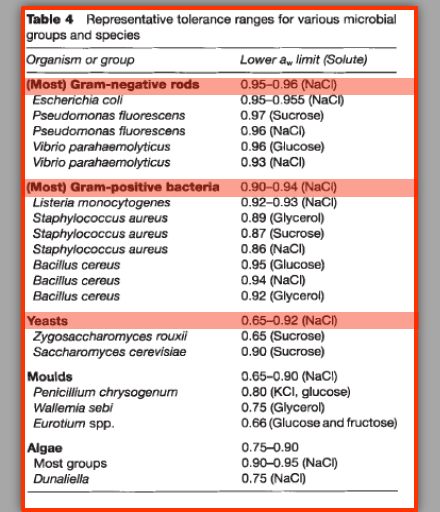 Table 4 Representative tolerance ranges for various microbial
groups and species
Organism or group Lower aw limit (Solute)
(Most) Gram-negative rods 0.95–0.96 (NaCl)
Escherichia coli 0.95–0.955 (NaCl)
Pseudomonas fluorescens 0.97 (Sucrose)
Pseudomonas fluorescens 0.96 (NaCl)
Vibrio parahaemolyticus 0.96 (Glucose)
Vibrio parahaemolyticus 0.93 (NaCl)
(Most) Gram-positive bacteria 0.90–0.94 (NaCl)
Listeria monocytogenes 0.92–0.93 (NaCl)
Staphylococcus aureus 0.89 (Glycerol)
Staphylococcus aureus 0.87 (Sucrose)
Staphylococcus aureus 0.86 (NaCl)
Bacillus cereus 0.95 (Glucose)
Bacillus cereus 0.94 (NaCl)
Bacillus cereus 0.92 (Glycerol)
Yeasts 0.65–0.92 (NaCl)
Zygosaccharomyces rouxii 0.65 (Sucrose)
Saccharomyces cerevisiae 0.90 (Sucrose)
Moulds 0.65–0.90 (NaCl)
Penicillium chrysogenum 0.80 (KCl, glucose)
Wallemia sebi 0.75 (Glycerol)
Eurotium spp. 0.66 (Glucose and fructose)
Algae 0.75–0.90
Most groups 0.90–0.95 (NaCl)
Dunaliella 0.75 (NaCl)